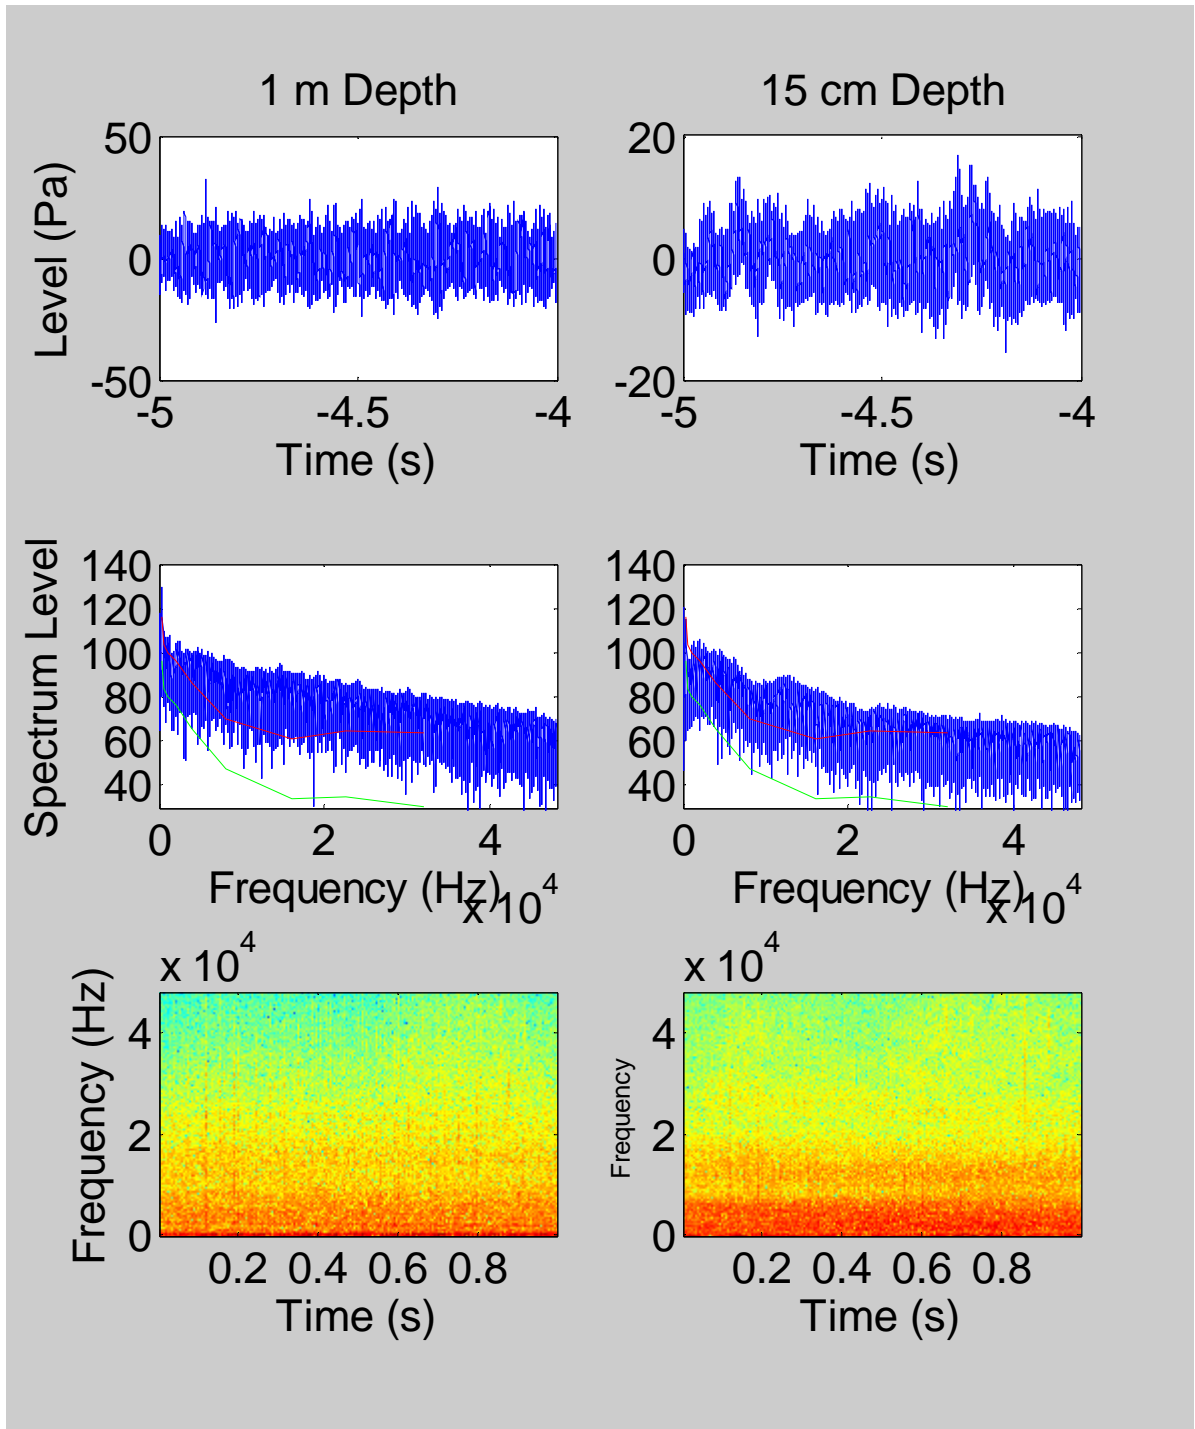 1 m Depth
15 cm Depth
Level (Pa)
50
0
-50
-5
-4.5
-4
Time (s)
20
0
-20
-5
-4.5
-4
Time (s)
Spectrum Level
140
120
100
80
60
40
0
2
4
Frequency (Hz)
x 10^4
140
120
100
80
60
40
0
2
4
Frequency (Hz)
x 10^4
x 10^4
Frequency (Hz)
4
2
0
0.2
0.4
0.6
0.8
Time (s)
x 10^4
Frequency
4
2
0
0.2
0.4
0.6
0.8
Time (s)